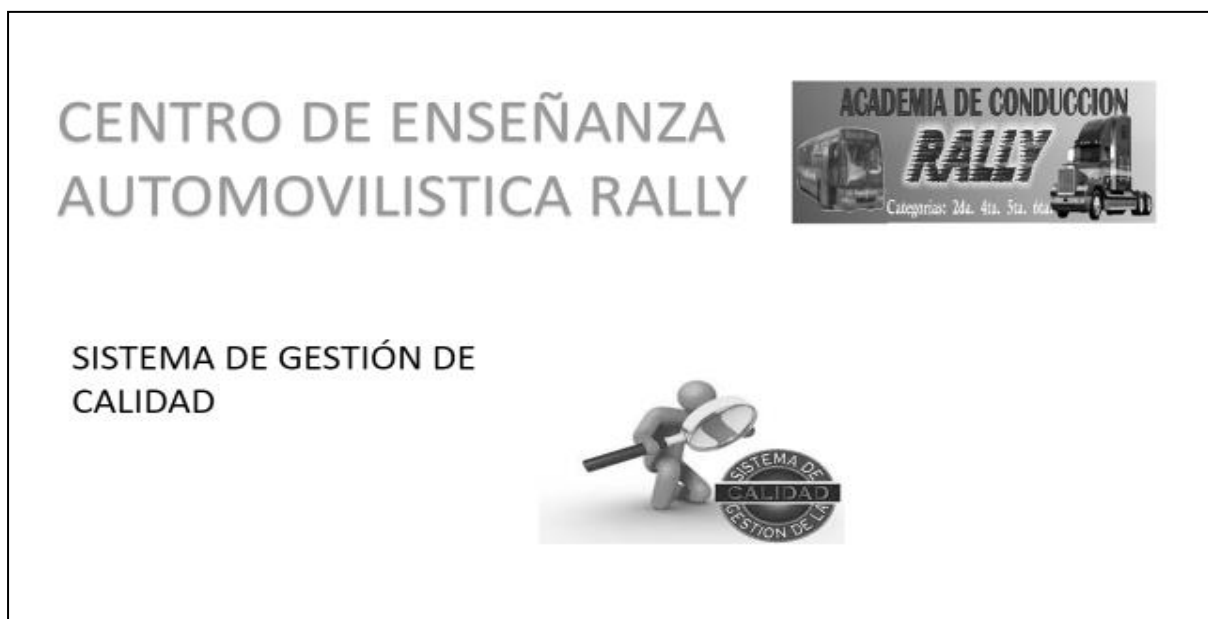 CENTRO DE ENSEÑANZA
AUTOMOVILISTICA RALLY
ACADEMIA DE CONDUCCION
RALLY
Categorias: 2da. 4ta. 5ta. 6ta.
SISTEMA DE GESTIÓN DE
CALIDAD
SISTEMA DE
CALIDAD
GESTION DE LA